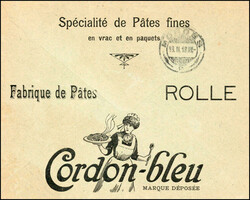 Spécialité de Pâtes fines
en vrac et en paquets
Fabrique de Pâtes
ROLLE
Cordon-bleu
MARQUE DÉPOSÉE